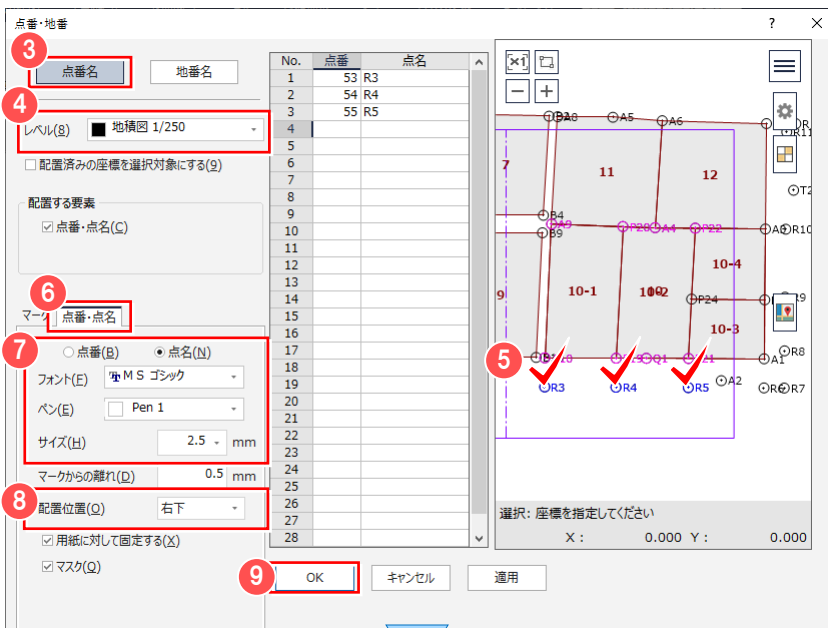 点番・地番
?
×
3
点番名
地番名
4
レベル(8)
地積図 1/250
配置済みの座標を選択対象にする(9)
配置する要素
点番・点名(C)
6
マーク
点番・点名
7
点番(B)
点名(N)
フォント(F)
MS ゴシック
ペン(E)
Pen 1
サイズ(H)
2.5
mm
マークからの離れ(D)
0.5
mm
8
配置位置(O)
右下
用紙に対して固定する(X)
マスク(Q)
No. 点番 点名
1 53 R3
2 54 R4
3 55 R5
4
5
6
7
8
9
10
11
12
13
14
15
16
17
18
19
20
21
22
23
24
25
26
27
28
9
OK
キャンセル
適用
×1
A5
A6
7
11
12
T2
B4
A9
A4
P22
R10
B9
10-4
9
10-1
10-2
P24
10-3
5
Q1
A1
R8
R3
R4
R5
A2
R7
選択: 座標を指定してください
X : 0.000 Y : 0.000